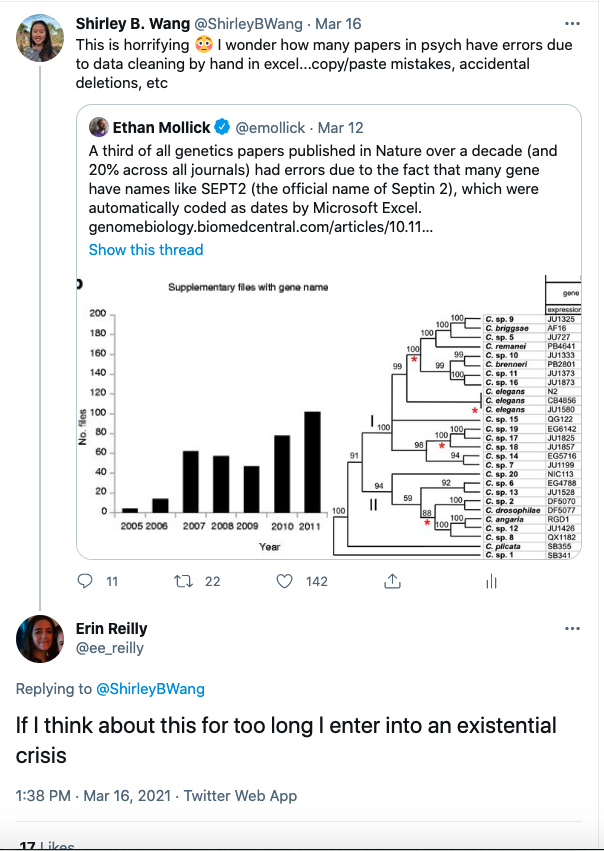 Shirley B. Wang @ShirleyBWang · Mar 16
This is horrifying 😳 I wonder how many papers in psych have errors due
to data cleaning by hand in excel...copy/paste mistakes, accidental
deletions, etc
Ethan Mollick @emollick · Mar 12
A third of all genetics papers published in Nature over a decade (and
20% across all journals) had errors due to the fact that many gene
have names like SEPT2 (the official name of Septin 2), which were
automatically coded as dates by Microsoft Excel.
genomebiology.biomedcentral.com/articles/10.11...
Show this thread
Supplementary files with gene name
No. files
200
180
160
140
120
100
80
60
40
20
0
2005 2006 2007 2008 2009 2010 2011
Year
gene
expression
C. sp. 9 JU1325
C. briggsae AF16
C. sp. 5 JU727
C. remanei PB4641
C. sp. 10 JU1333
C. brenneri PB2801
C. sp. 11 JU1373
C. sp. 16 JU1873
C. elegans N2
C. elegans CB4856
C. elegans JU1580
C. sp. 15 QG122
C. sp. 19 EG6142
C. sp. 17 JU1825
C. sp. 18 JU1857
C. sp. 14 EG5716
C. sp. 7 JU1199
C. sp. 20 NIC113
C. sp. 6 EG4788
C. sp. 13 JU1528
C. sp. 2 DF5070
C. drosophilae DF5077
C. angaria RGD1
C. sp. 12 JU1426
C. sp. 8 QX1182
C. plicata SB355
C. sp. 1 SB341
100
100
100
100
99
99
100
99
*
*
I
100
100
100
98
*
94
91
94
II
92
59
100
88
*
100
100
100
11 22 142
Erin Reilly
@ee_reilly
Replying to @ShirleyBWang
If I think about this for too long I enter into an existential
crisis
1:38 PM · Mar 16, 2021 · Twitter Web App
17 Likes